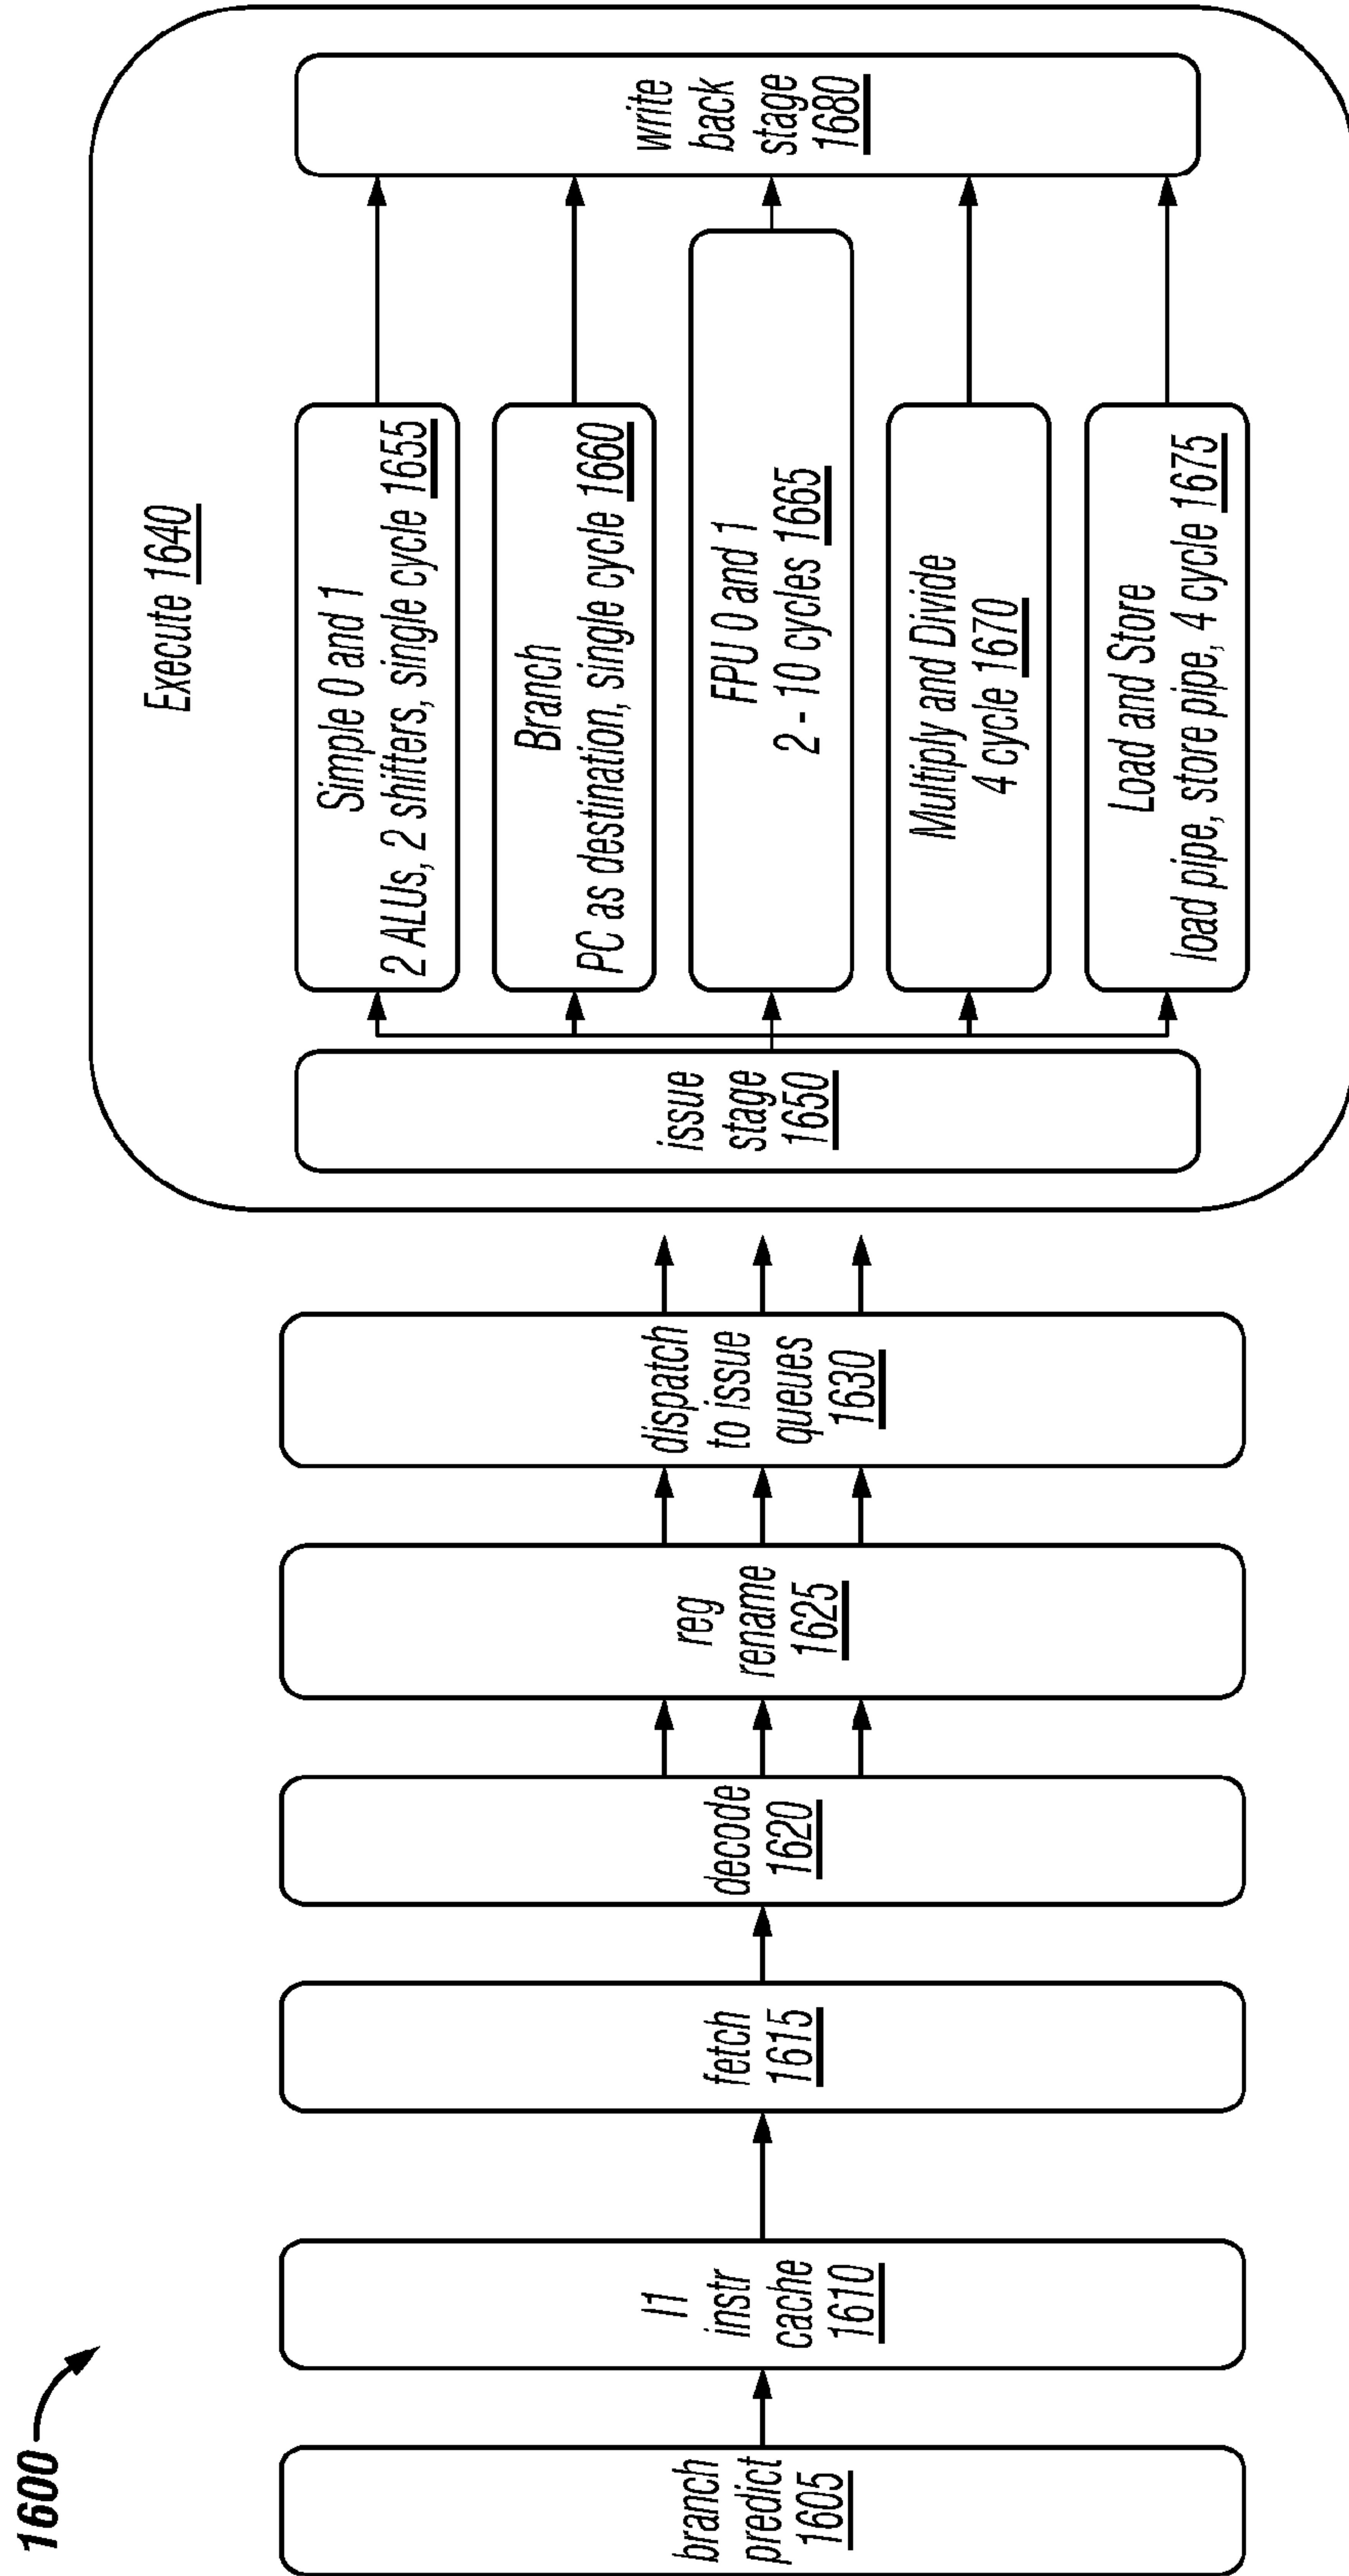 1600
branch
predict
1605
I1
instr
cache
1610
fetch
1615
decode
1620
reg
rename
1625
dispatch
to issue
queues
1630
Execute 1640
issue
stage
1650
Simple 0 and 1
2 ALUs, 2 shifters, single cycle 1655
Branch
PC as destination, single cycle 1660
FPU 0 and 1
2 - 10 cycles 1665
Multiply and Divide
4 cycle 1670
Load and Store
load pipe, store pipe, 4 cycle 1675
write
back
stage
1680